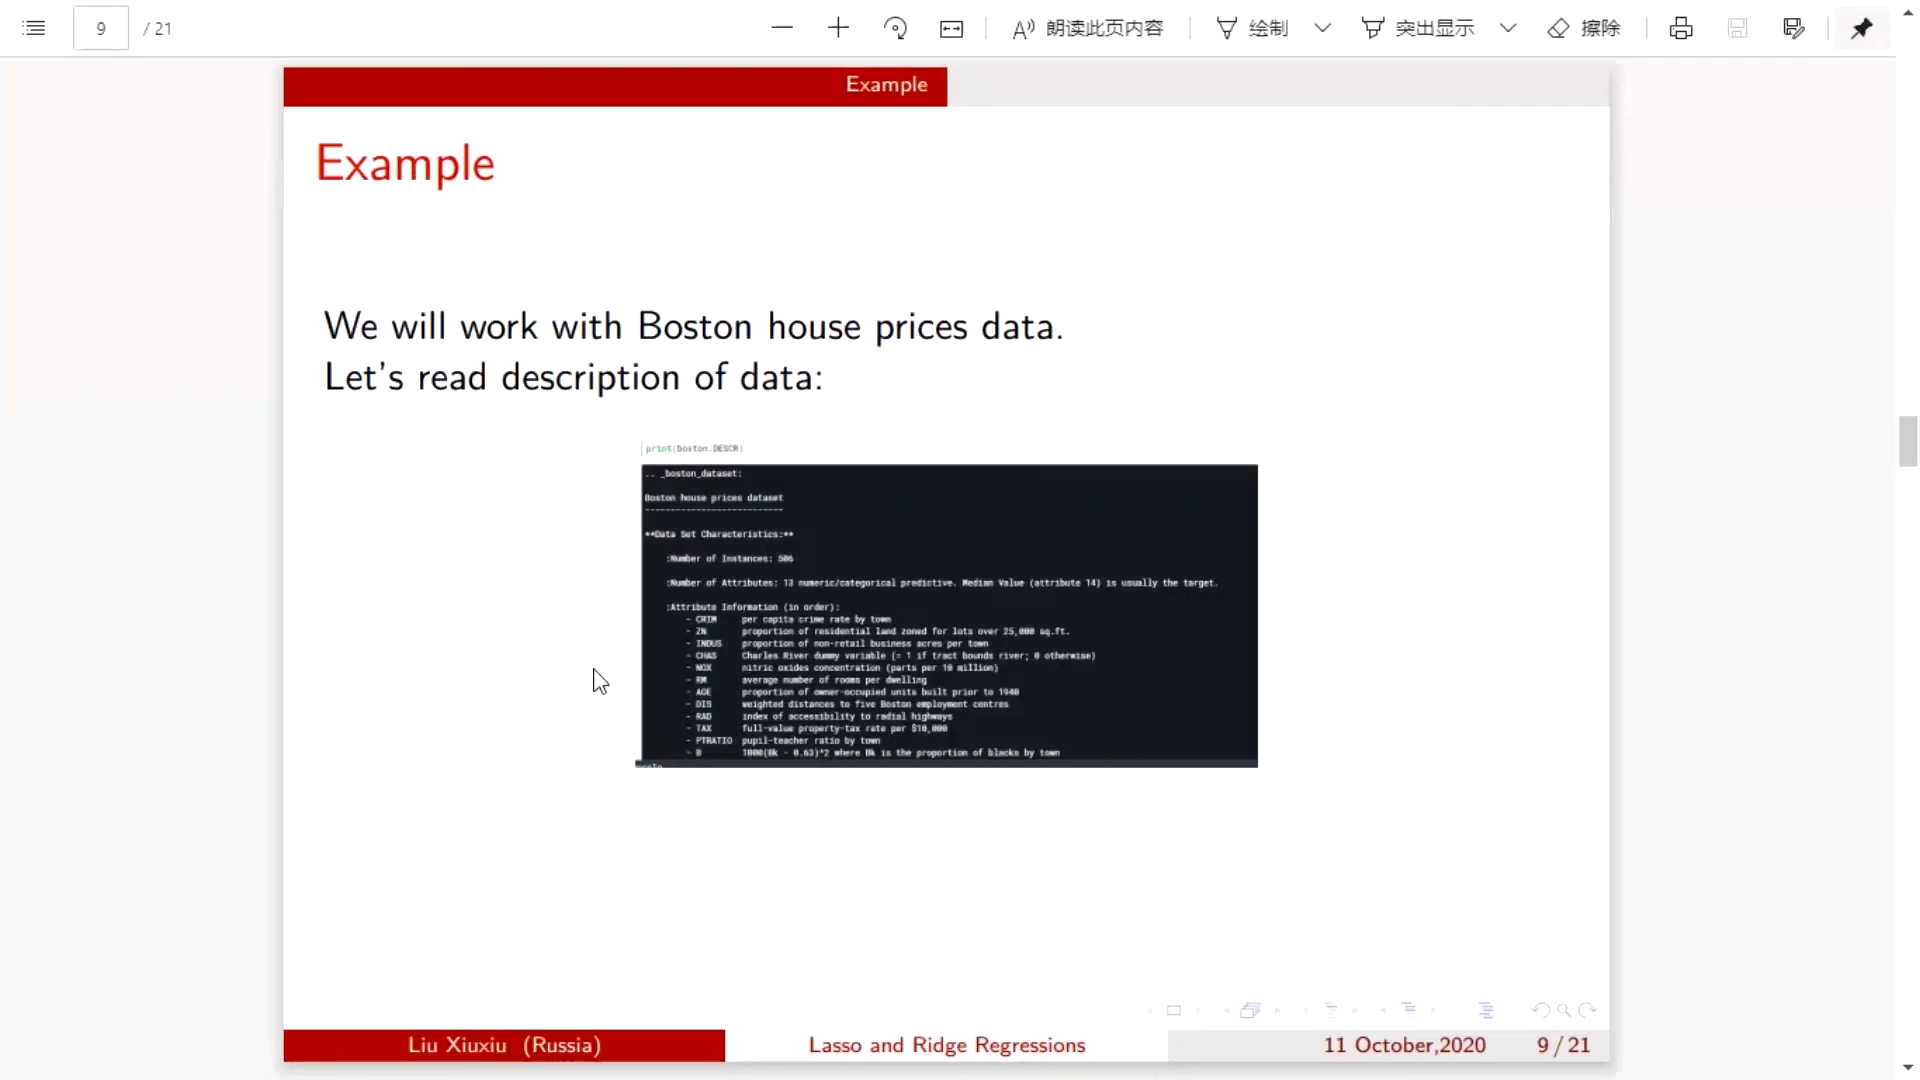 9 / 21
朗读此页内容
绘制
突出显示
擦除
Example
Example
We will work with Boston house prices data.
Let's read description of data:
print(boston.DESCR)
.. _boston_dataset:
Boston house prices dataset
---------------------------
**Data Set Characteristics:**
:Number of Instances: 506
:Number of Attributes: 13 numeric/categorical predictive. Median Value (attribute 14) is usually the target.
:Attribute Information (in order):
- CRIM per capita crime rate by town
- ZN proportion of residential land zoned for lots over 25,000 sq.ft.
- INDUS proportion of non-retail business acres per town
- CHAS Charles River dummy variable (= 1 if tract bounds river; 0 otherwise)
- NOX nitric oxides concentration (parts per 10 million)
- RM average number of rooms per dwelling
- AGE proportion of owner-occupied units built prior to 1940
- DIS weighted distances to five Boston employment centres
- RAD index of accessibility to radial highways
- TAX full-value property-tax rate per $10,000
- PTRATIO pupil-teacher ratio by town
- B 1000(Bk - 0.63)^2 where Bk is the proportion of blacks by town
Liu Xiuxiu (Russia)
Lasso and Ridge Regressions
11 October,2020
9 / 21